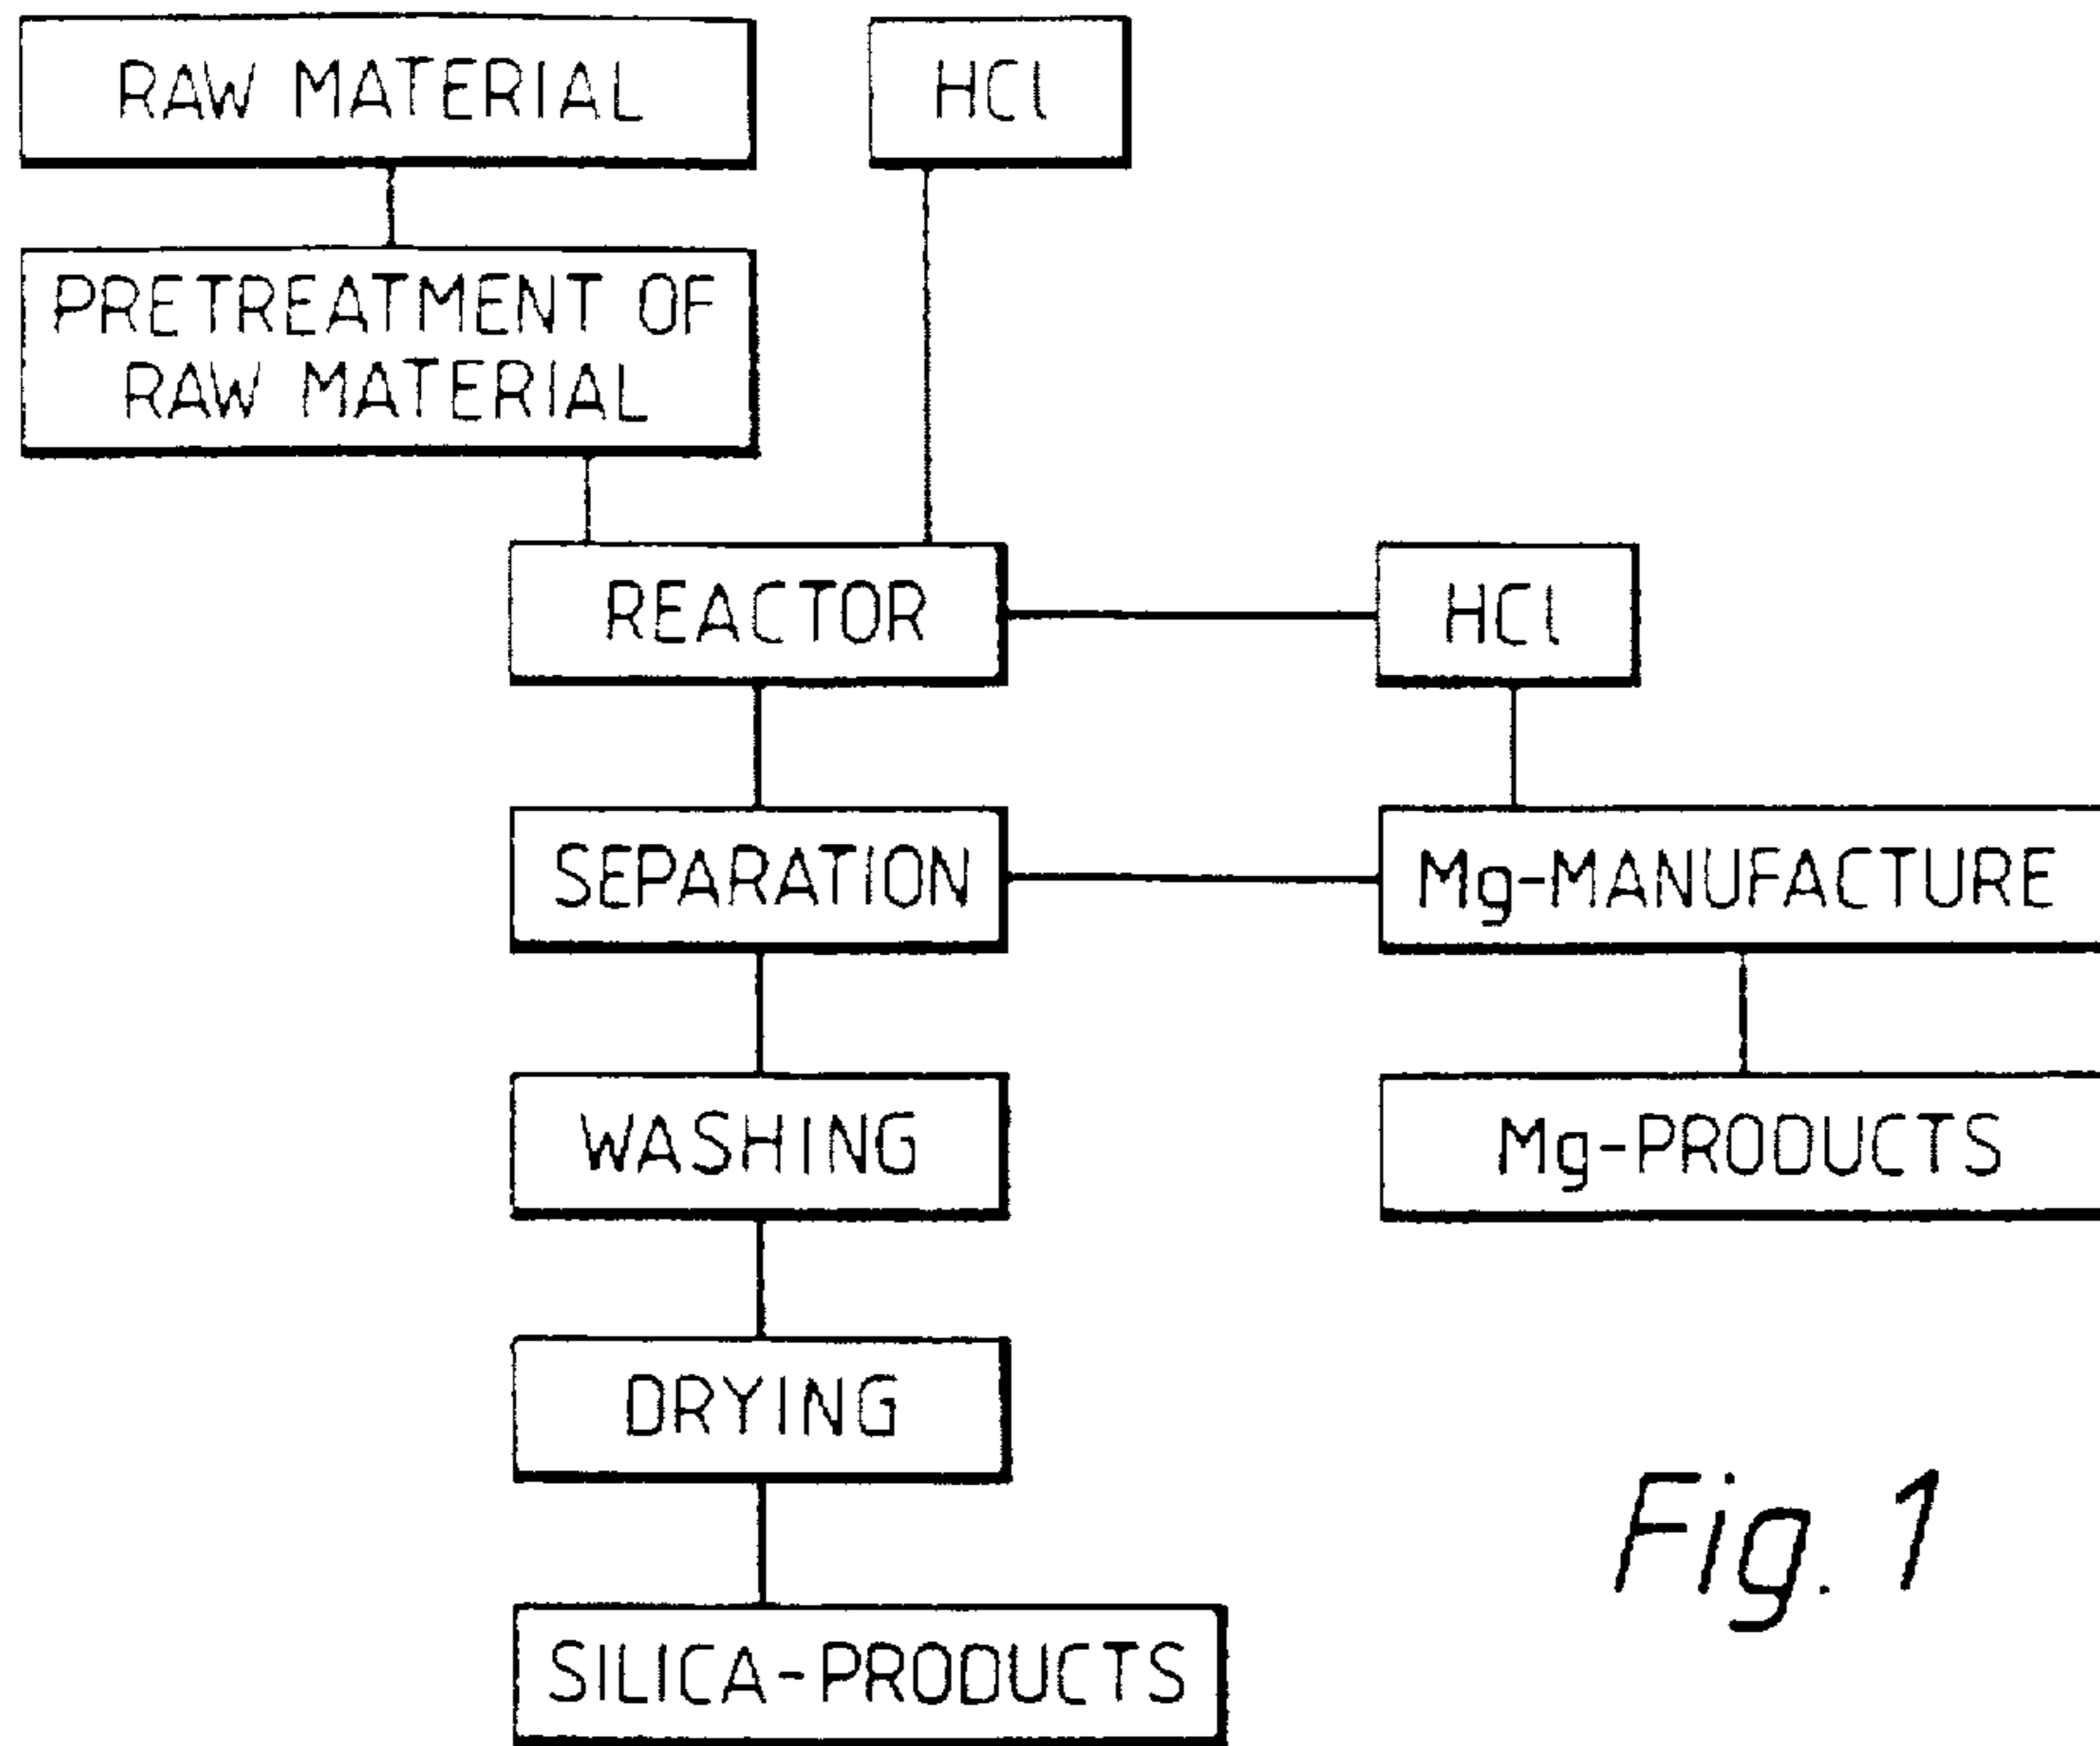 RAW MATERIAL
HCl
PRETREATMENT OF
RAW MATERIAL
REACTOR
HCl
SEPARATION
Mg-MANUFACTURE
WASHING
Mg-PRODUCTS
DRYING
SILICA-PRODUCTS
Fig. 1